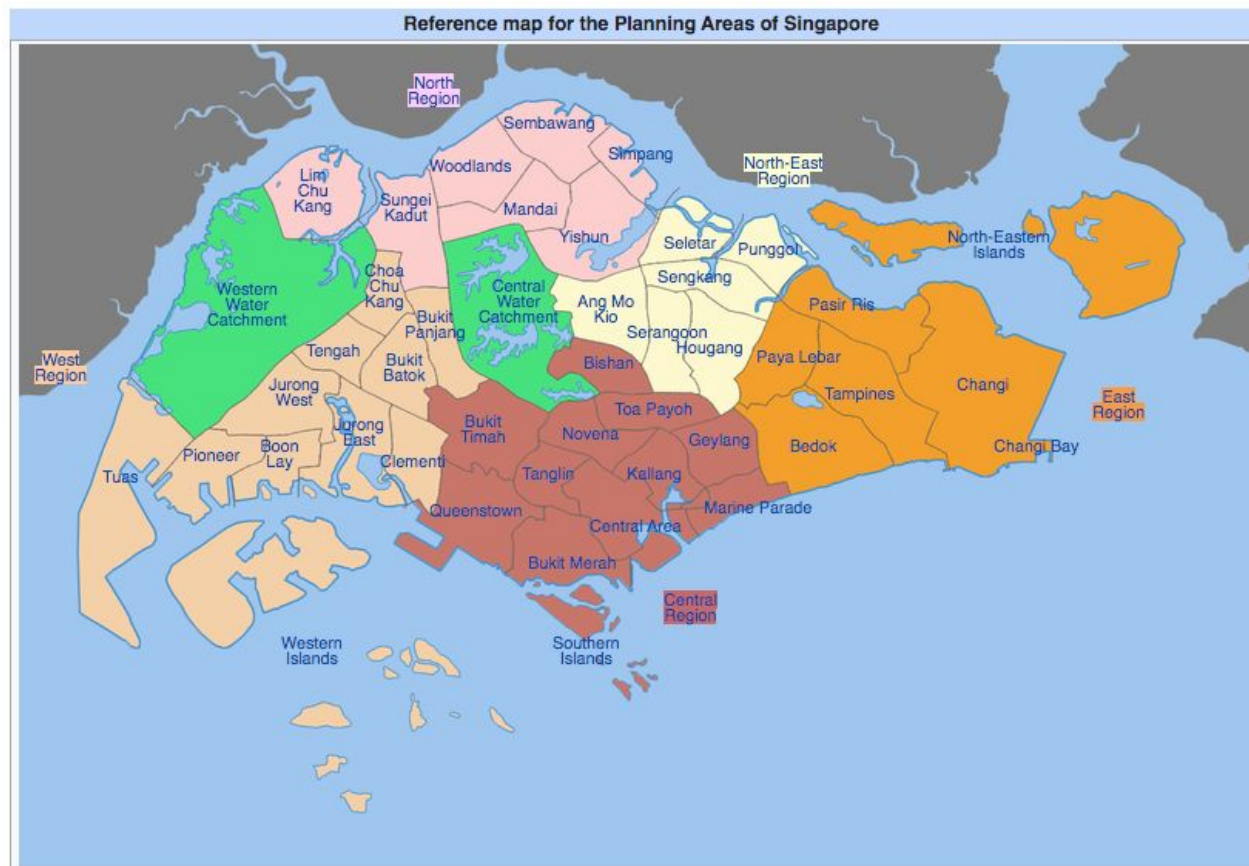 Reference map for the Planning Areas of Singapore
North
Region
Sembawang
Simpang
Woodlands
North-East
Region
Lim
Chu
Kang
Sungei
Kadut
Mandai
Yishun
Seletar
Punggol
North-Eastern
Islands
Choa
Chu
Kang
Sengkang
Western
Water
Catchment
Central
Water
Catchment
Ang Mo
Kio
Pasir Ris
Bukit
Panjang
Serangoon
Hougang
West
Region
Tengah
Bukit
Batok
Bishan
Paya Lebar
Jurong
West
Tampines
Changi
East
Region
Toa Payoh
Bukit
Timah
Novena
Geylang
Jurong
East
Pioneer
Boon
Lay
Clementi
Bedok
Changi Bay
Tuas
Tanglin
Kallang
Queenstown
Marine Parade
Central Area
Bukit Merah
Central
Region
Western
Islands
Southern
Islands